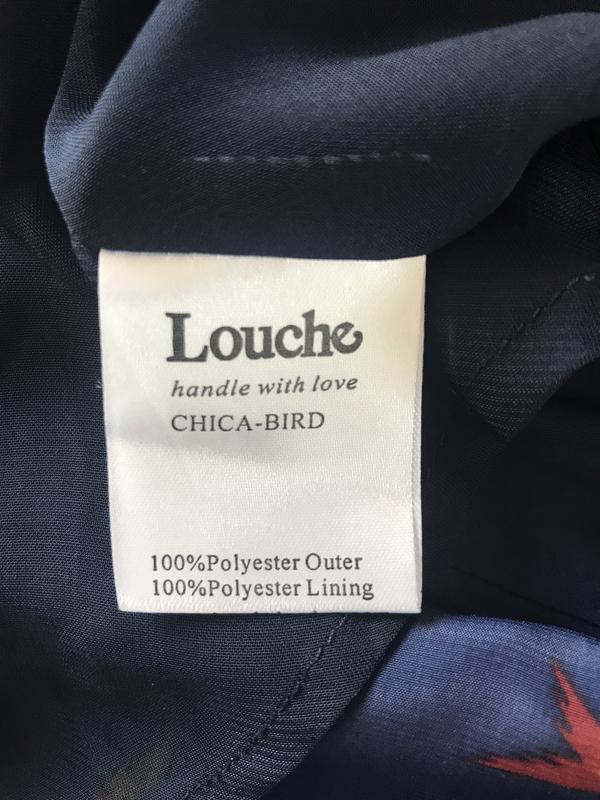 Louche
handle with love
CHICA-BIRD
100%Polyester Outer
100%Polyester Lining